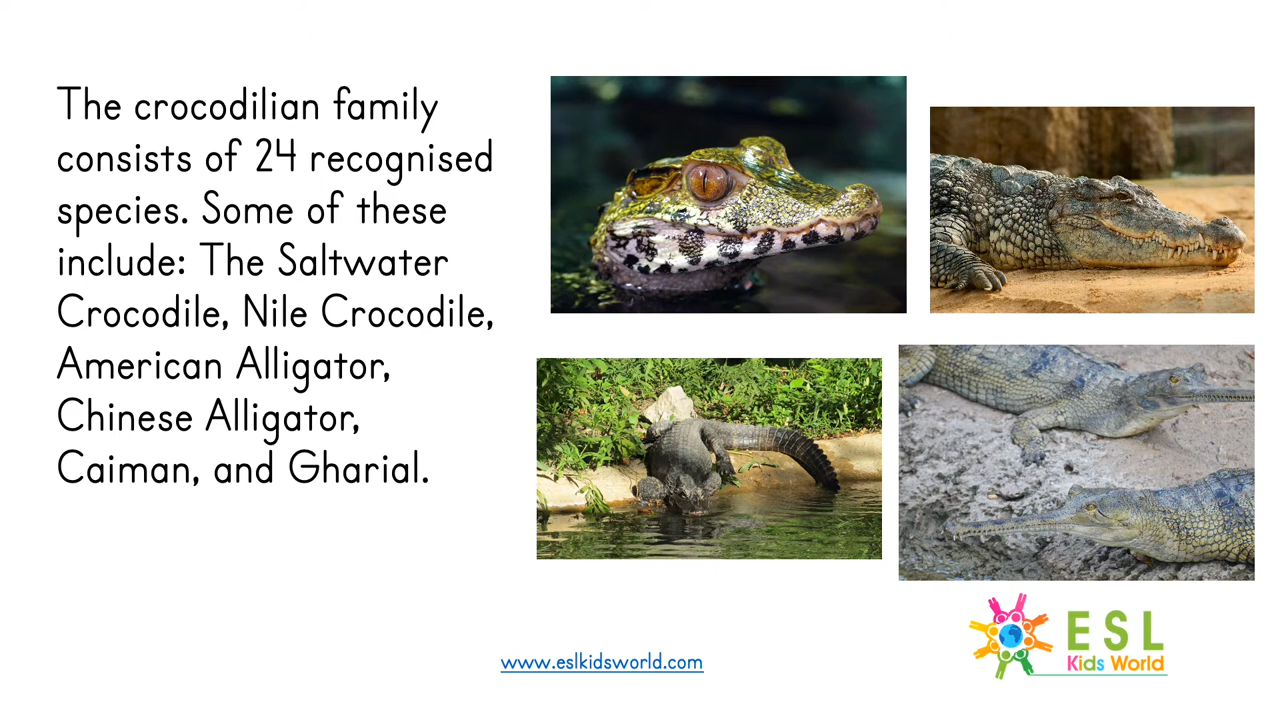 The crocodilian family
consists of 24 recognised
species. Some of these
include: The Saltwater
Crocodile, Nile Crocodile,
American Alligator,
Chinese Alligator,
Caiman, and Gharial.
www.eslkidsworld.com
ESL
Kids World